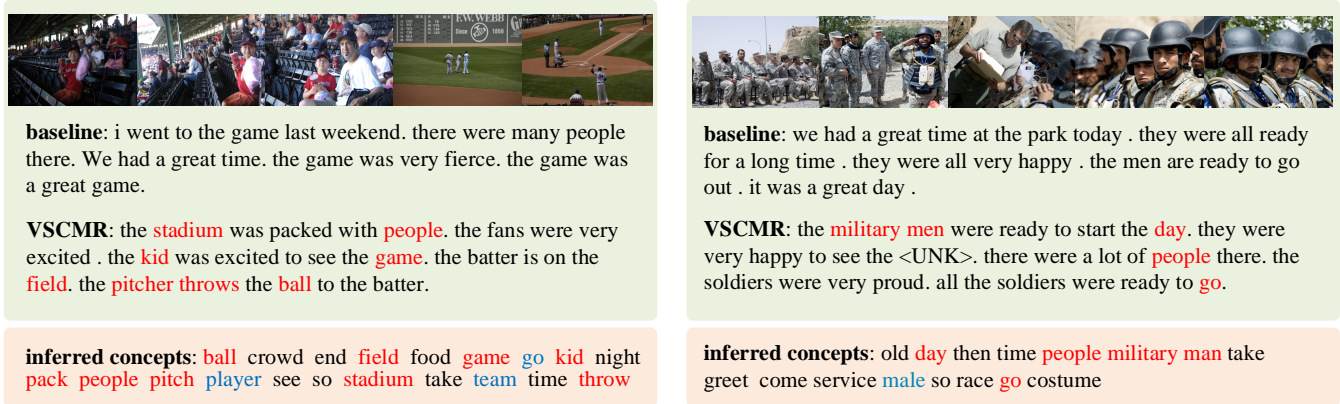 F.W. WEBB
Since 1866
baseline: i went to the game last weekend. there were many people
there. We had a great time. the game was very fierce. the game was
a great game.
VSCMR: the stadium was packed with people. the fans were very
excited . the kid was excited to see the game. the batter is on the
field. the pitcher throws the ball to the batter.
inferred concepts: ball crowd end field food game go kid night
pack people pitch player see so stadium take team time throw
baseline: we had a great time at the park today . they were all ready
for a long time . they were all very happy . the men are ready to go
out . it was a great day .
VSCMR: the military men were ready to start the day. they were
very happy to see the <UNK>. there were a lot of people there. the
soldiers were very proud. all the soldiers were ready to go.
inferred concepts: old day then time people military man take
greet come service male so race go costume